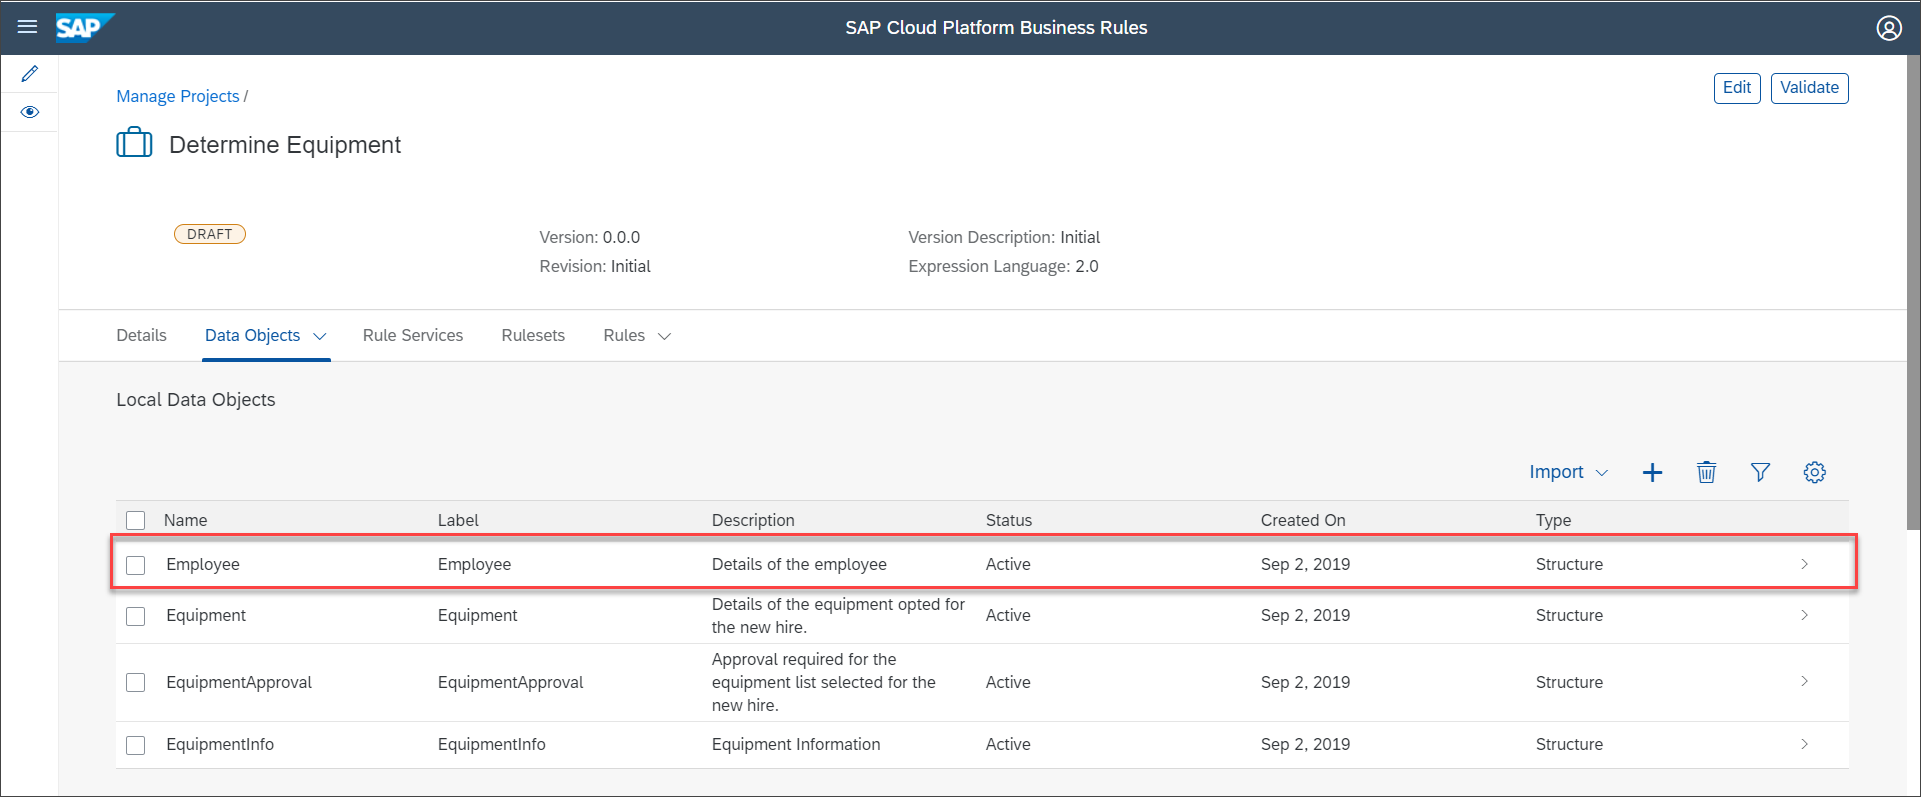 SAP
SAP Cloud Platform Business Rules
Manage Projects /
Edit
Validate
Determine Equipment
DRAFT
Version: 0.0.0
Version Description: Initial
Revision: Initial
Expression Language: 2.0
Details
Data Objects
Rule Services
Rulesets
Rules
Local Data Objects
Import
Name Label Description Status Created On Type
Employee Employee Details of the employee Active Sep 2, 2019 Structure
Equipment Equipment Details of the equipment opted for
the new hire. Active Sep 2, 2019 Structure
EquipmentApproval EquipmentApproval Approval required for the
equipment list selected for the
new hire. Active Sep 2, 2019 Structure
EquipmentInfo EquipmentInfo Equipment Information Active Sep 2, 2019 Structure